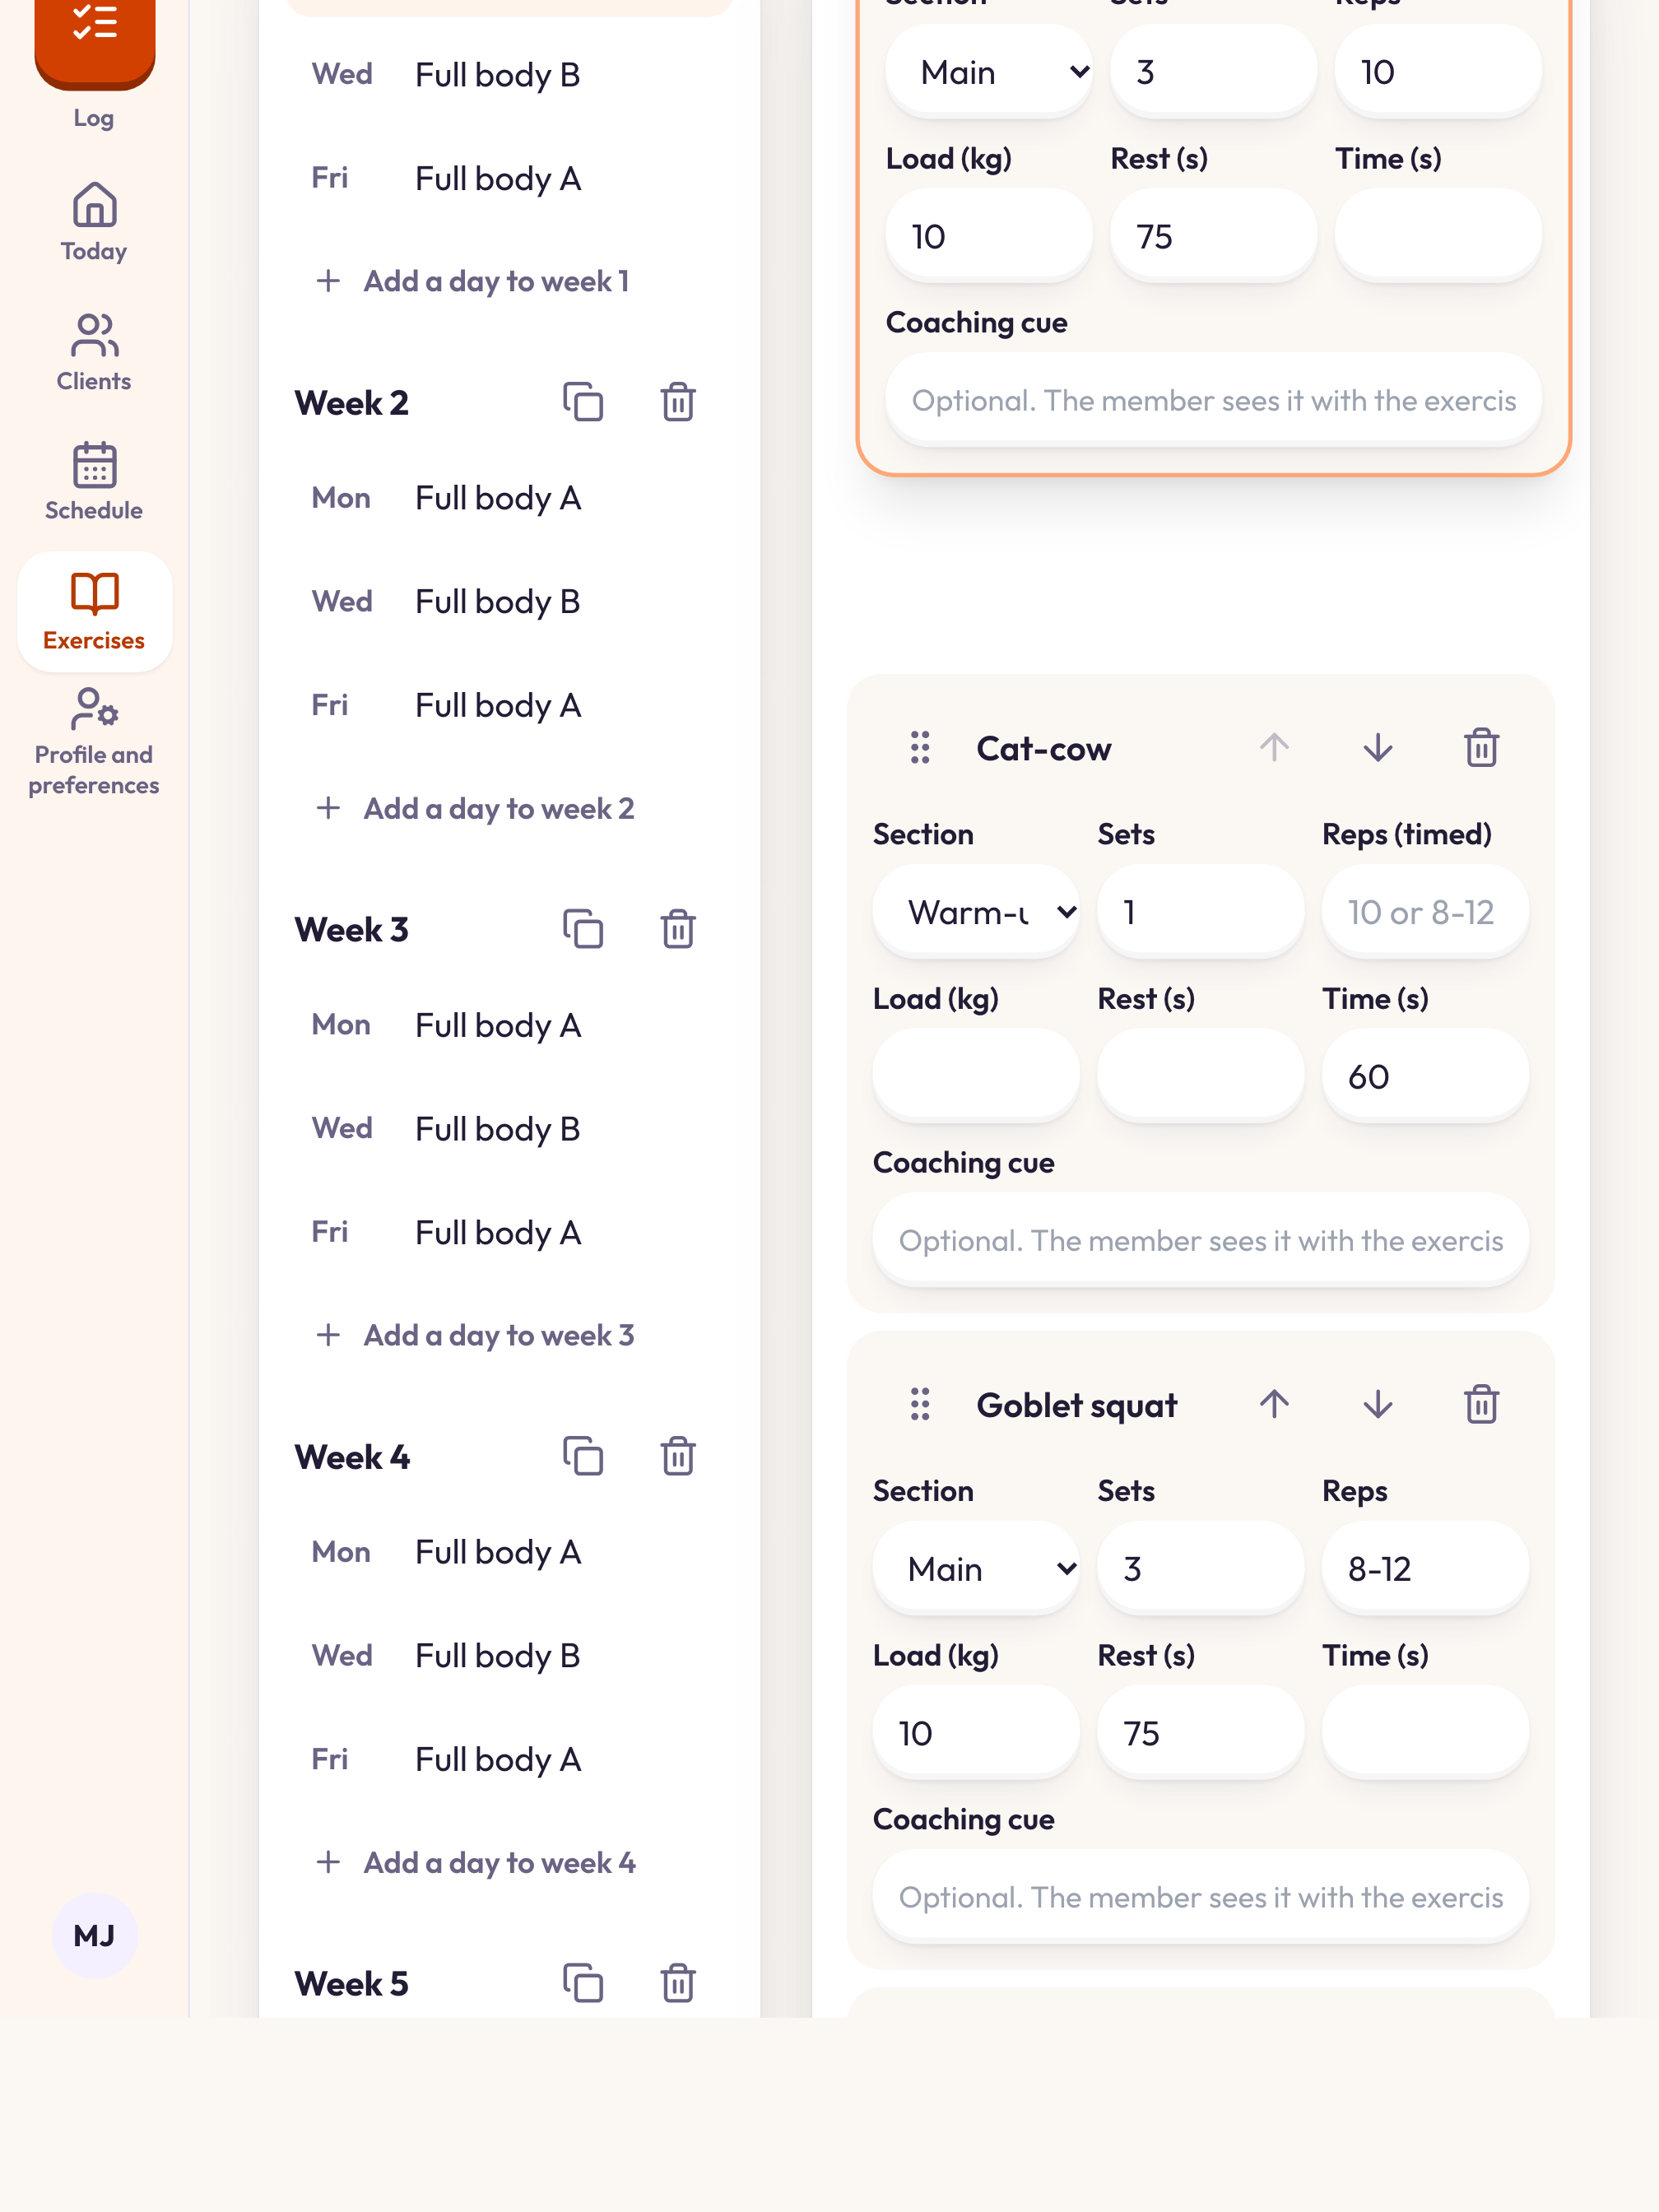 Log
Today
Clients
Schedule
Exercises
Profile and
preferences
MJ
Wed Full body B
Fri Full body A
Add a day to week 1
Week 2
Mon Full body A
Wed Full body B
Fri Full body A
Add a day to week 2
Week 3
Mon Full body A
Wed Full body B
Fri Full body A
Add a day to week 3
Week 4
Mon Full body A
Wed Full body B
Fri Full body A
Add a day to week 4
Week 5
Section Sets Reps
Main 3 10
Load (kg) Rest (s) Time (s)
10 75
Coaching cue
Optional. The member sees it with the exercis
Cat-cow
Section Sets Reps (timed)
Warm-u 1 10 or 8-12
Load (kg) Rest (s) Time (s)
60
Coaching cue
Optional. The member sees it with the exercis
Goblet squat
Section Sets Reps
Main 3 8-12
Load (kg) Rest (s) Time (s)
10 75
Coaching cue
Optional. The member sees it with the exercis